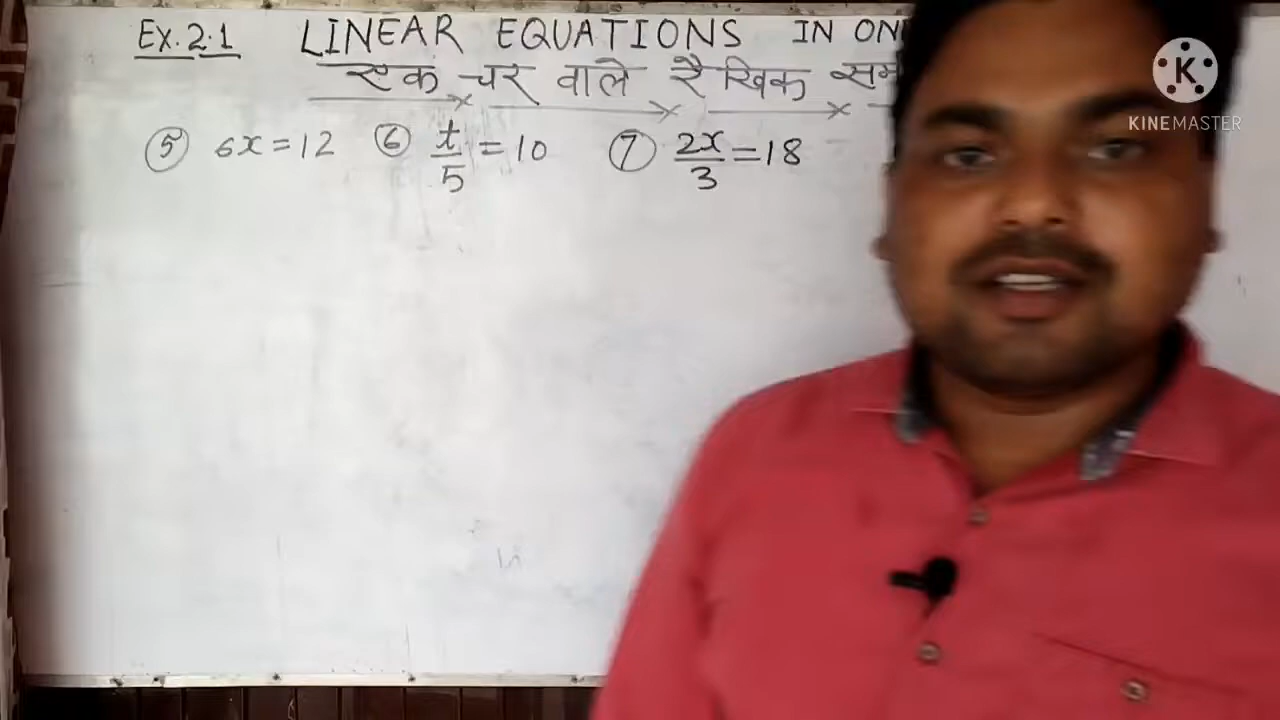 Ex. 2.1 LINEAR EQUATIONS IN
एक चर वाले रैखिक
⑤ 6x=12 ⑥ t/5 =10 ⑦ 2x/3 =18
K
KINEMASTER